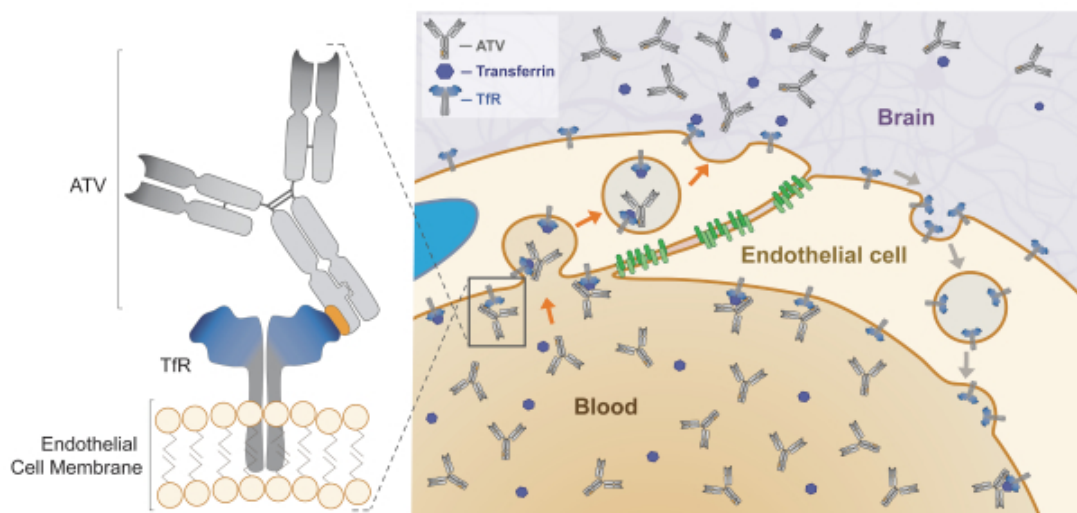 ATV
TfR
Endothelial
Cell Membrane
ATV
Transferrin
TfR
Brain
Endothelial cell
Blood